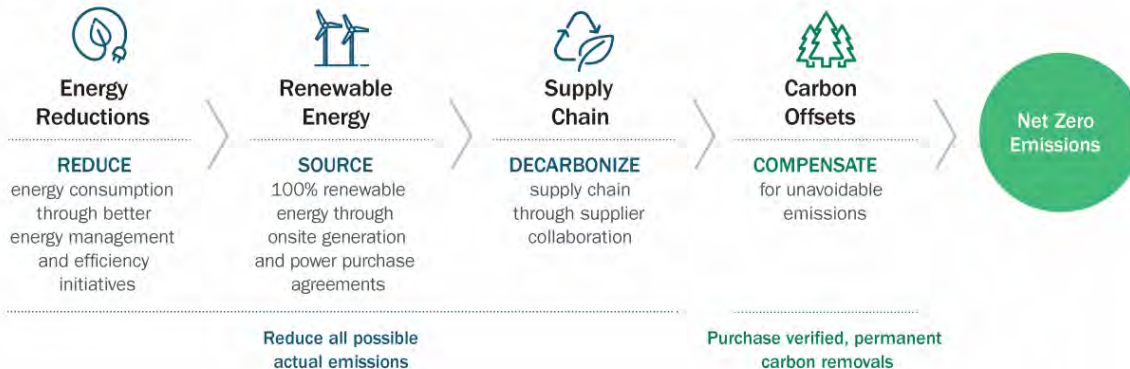 Energy
Reductions
REDUCE
energy consumption
through better
energy management
and efficiency
initiatives
Renewable
Energy
SOURCE
100% renewable
energy through
onsite generation
and power purchase
agreements
Supply
Chain
DECARBONIZE
supply chain
through supplier
collaboration
Carbon
Offsets
COMPENSATE
for unavoidable
emissions
Net Zero
Emissions
Reduce all possible
actual emissions
Purchase verified, permanent
carbon removals